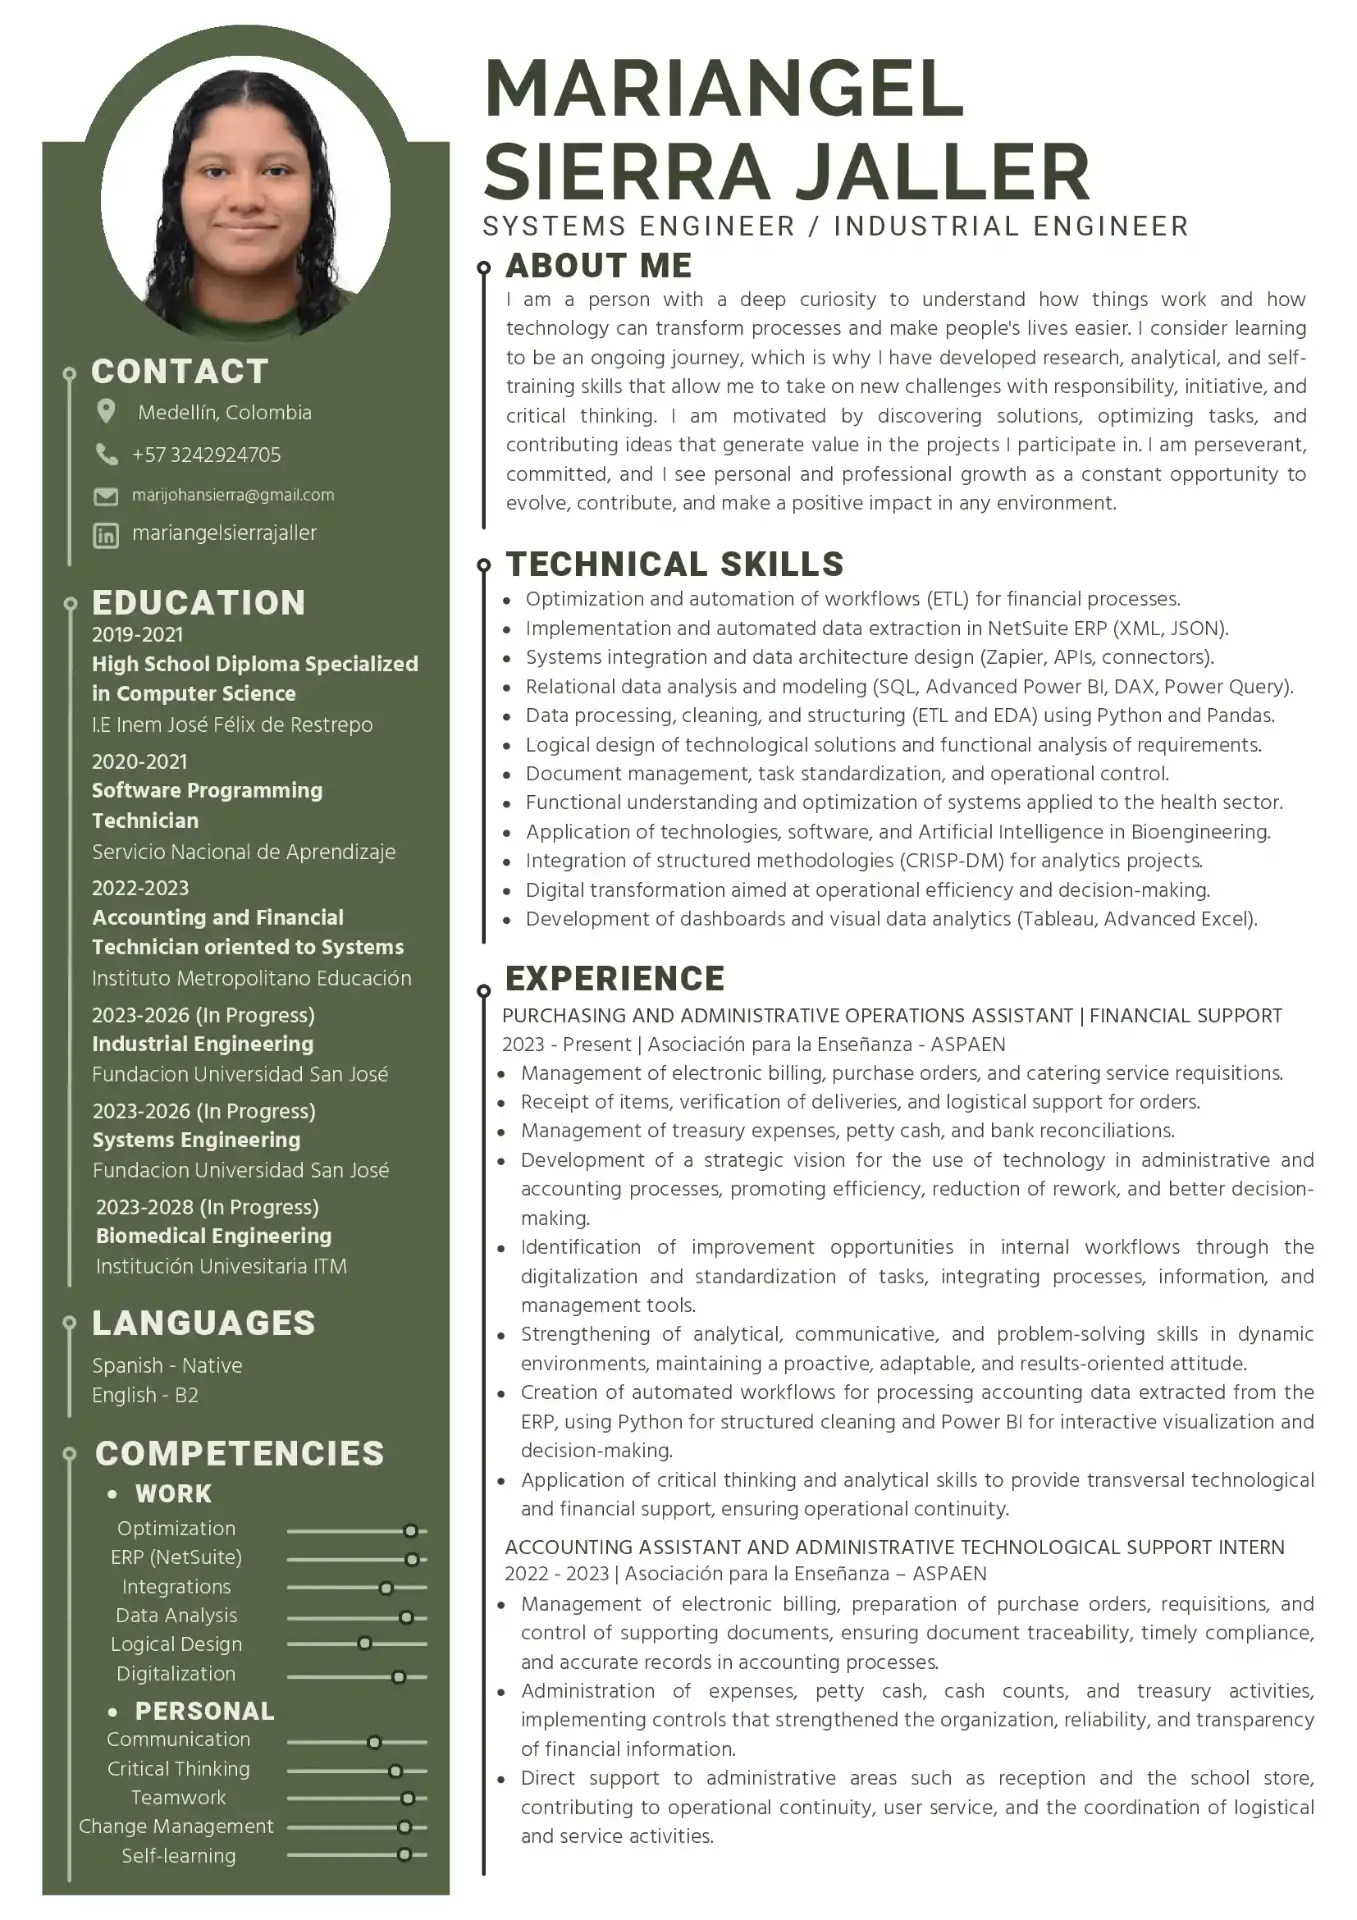 MARIANGEL
SIERRA JALLER
SYSTEMS ENGINEER / INDUSTRIAL ENGINEER
CONTACT
Medellín, Colombia
+57 3242924705
marijohansierra@gmail.com
mariangelsierrajaller
EDUCATION
2019-2021
High School Diploma Specialized
in Computer Science
I.E Inem José Félix de Restrepo
2020-2021
Software Programming
Technician
Servicio Nacional de Aprendizaje
2022-2023
Accounting and Financial
Technician oriented to Systems
Instituto Metropolitano Educación
2023-2026 (In Progress)
Industrial Engineering
Fundacion Universidad San José
2023-2026 (In Progress)
Systems Engineering
Fundacion Universidad San José
2023-2028 (In Progress)
Biomedical Engineering
Institución Univesitaria ITM
LANGUAGES
Spanish - Native
English - B2
COMPETENCIES
• WORK
Optimization
ERP (NetSuite)
Integrations
Data Analysis
Logical Design
Digitalization
• PERSONAL
Communication
Critical Thinking
Teamwork
Change Management
Self-learning
ABOUT ME
I am a person with a deep curiosity to understand how things work and how
technology can transform processes and make people's lives easier. I consider learning
to be an ongoing journey, which is why I have developed research, analytical, and self-
training skills that allow me to take on new challenges with responsibility, initiative, and
critical thinking. I am motivated by discovering solutions, optimizing tasks, and
contributing ideas that generate value in the projects I participate in. I am perseverant,
committed, and I see personal and professional growth as a constant opportunity to
evolve, contribute, and make a positive impact in any environment.
TECHNICAL SKILLS
• Optimization and automation of workflows (ETL) for financial processes.
• Implementation and automated data extraction in NetSuite ERP (XML, JSON).
• Systems integration and data architecture design (Zapier, APIs, connectors).
• Relational data analysis and modeling (SQL, Advanced Power BI, DAX, Power Query).
• Data processing, cleaning, and structuring (ETL and EDA) using Python and Pandas.
• Logical design of technological solutions and functional analysis of requirements.
• Document management, task standardization, and operational control.
• Functional understanding and optimization of systems applied to the health sector.
• Application of technologies, software, and Artificial Intelligence in Bioengineering.
• Integration of structured methodologies (CRISP-DM) for analytics projects.
• Digital transformation aimed at operational efficiency and decision-making.
• Development of dashboards and visual data analytics (Tableau, Advanced Excel).
EXPERIENCE
PURCHASING AND ADMINISTRATIVE OPERATIONS ASSISTANT | FINANCIAL SUPPORT
2023 - Present | Asociación para la Enseñanza - ASPAEN
• Management of electronic billing, purchase orders, and catering service requisitions.
• Receipt of items, verification of deliveries, and logistical support for orders.
• Management of treasury expenses, petty cash, and bank reconciliations.
• Development of a strategic vision for the use of technology in administrative and
accounting processes, promoting efficiency, reduction of rework, and better decision-
making.
• Identification of improvement opportunities in internal workflows through the
digitalization and standardization of tasks, integrating processes, information, and
management tools.
• Strengthening of analytical, communicative, and problem-solving skills in dynamic
environments, maintaining a proactive, adaptable, and results-oriented attitude.
• Creation of automated workflows for processing accounting data extracted from the
ERP, using Python for structured cleaning and Power BI for interactive visualization and
decision-making.
• Application of critical thinking and analytical skills to provide transversal technological
and financial support, ensuring operational continuity.
ACCOUNTING ASSISTANT AND ADMINISTRATIVE TECHNOLOGICAL SUPPORT INTERN
2022 - 2023 | Asociación para la Enseñanza – ASPAEN
• Management of electronic billing, preparation of purchase orders, requisitions, and
control of supporting documents, ensuring document traceability, timely compliance,
and accurate records in accounting processes.
• Administration of expenses, petty cash, cash counts, and treasury activities,
implementing controls that strengthened the organization, reliability, and transparency
of financial information.
• Direct support to administrative areas such as reception and the school store,
contributing to operational continuity, user service, and the coordination of logistical
and service activities.